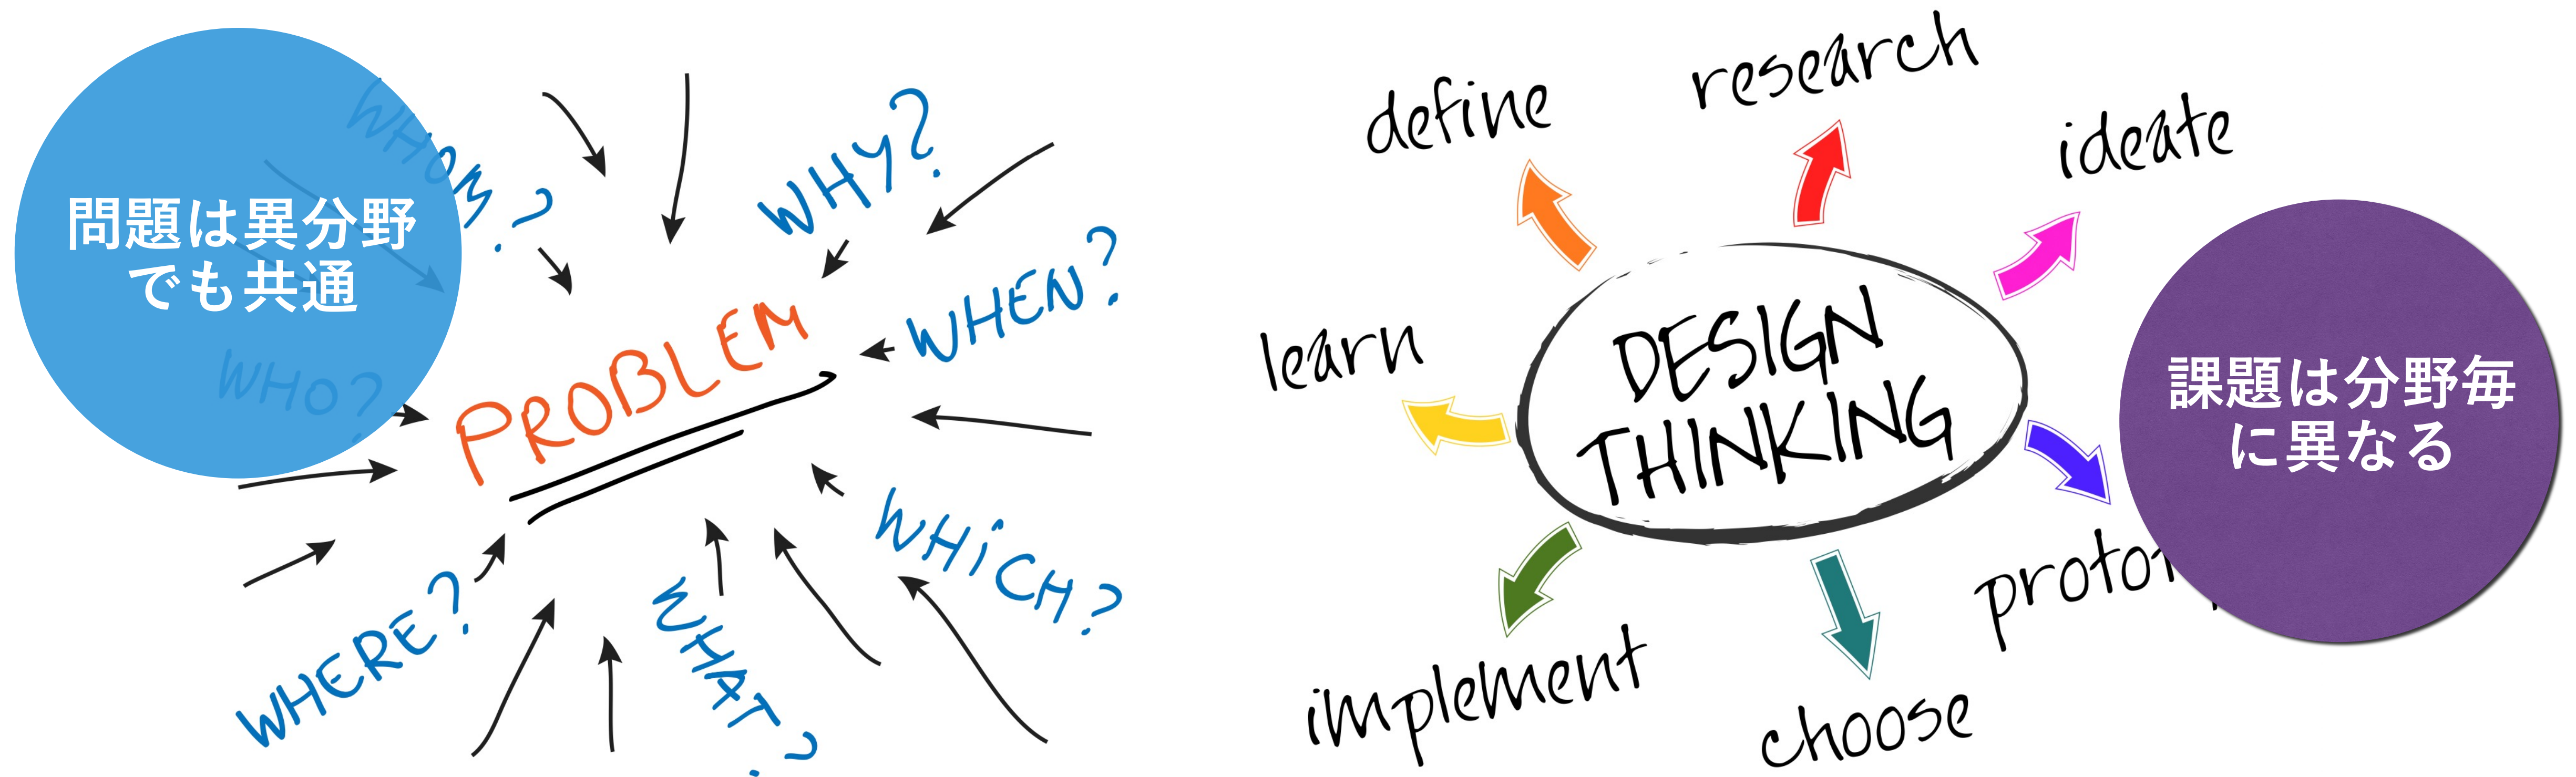 問題は異分野
でも共通
WHOM?
WHY?
WHEN?
WHO?
PROBLEM
WHICH?
WHERE?
WHAT?
define
research
ideate
learn
DESIGN
THINKING
課題は分野毎
に異なる
implement
choose